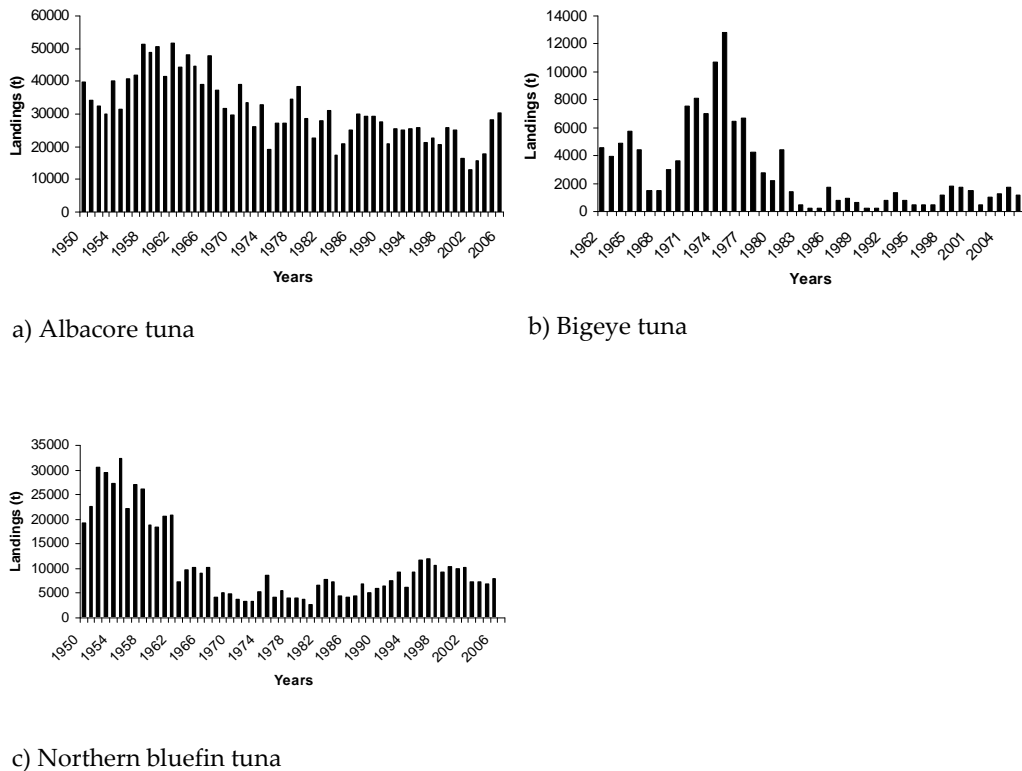 60000
50000
40000
30000
20000
10000
0
Landings (t)
1950 1954 1958 1962 1966 1970 1974 1978 1982 1986 1990 1994 1998 2002 2006
Years
a) Albacore tuna
14000
12000
10000
8000
6000
4000
2000
0
Landings (t)
1962 1965 1968 1971 1974 1977 1980 1983 1986 1989 1992 1995 1998 2001 2004
Years
b) Bigeye tuna
35000
30000
25000
20000
15000
10000
5000
0
Landings (t)
1950 1954 1958 1962 1966 1970 1974 1978 1982 1986 1990 1994 1998 2002 2006
Years
c) Northern bluefin tuna